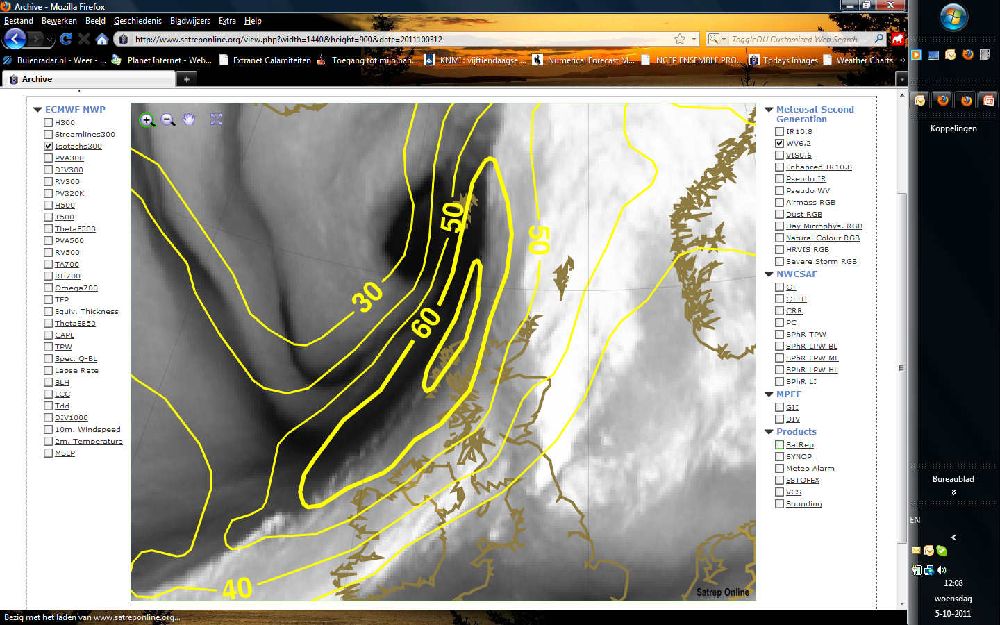 Archive - Mozilla Firefox
Bestand Bewerken Beeld Geschiedenis Bladwijzers Extra Help
http://www.satreponline.org/view.php?width=1440&height=900&date=2011100312
ToggleDU Customized Web Search
Buienradar.nl - Weer - ...
Planet Internet - Web...
Extranet Calamiteiten
Toegang tot mijn ban...
KNMI : vijftiendaagse ...
Numerical Forecast M...
NCEP ENSEMBLE PRO...
Todays Images
Weather Charts
Archive
ECMWF NWP
H300
Streamlines300
Isotachs300
PVA300
DIV300
RV300
PV320K
H500
T500
ThetaE500
PVA500
RV500
TA700
RH700
Omega700
TFP
Equiv. Thickness
ThetaE850
CAPE
TPW
Spec. Q-BL
Lapse Rate
BLH
LCC
Tdd
DIV1000
10m. Windspeed
2m. Temperature
MSLP
50
50
30
60
40
Satrep Online
Meteosat Second
Generation
IR10.8
WV6.2
VIS0.6
Enhanced IR10.8
Pseudo IR
Pseudo WV
Airmass RGB
Dust RGB
Day Microphys. RGB
Natural Colour RGB
HRVIS RGB
Severe Storm RGB
NWCSAF
CT
CTTH
CRR
PC
SPhR TPW
SPhR LPW BL
SPhR LPW ML
SPhR LPW HL
SPhR LI
MPEF
GII
DIV
Products
SatRep
SYNOP
Meteo Alarm
ESTOFEX
VCS
Sounding
Bezig met het laden van www.satreponline.org...
Koppelingen
Bureaublad
EN
12:08
woensdag
5-10-2011